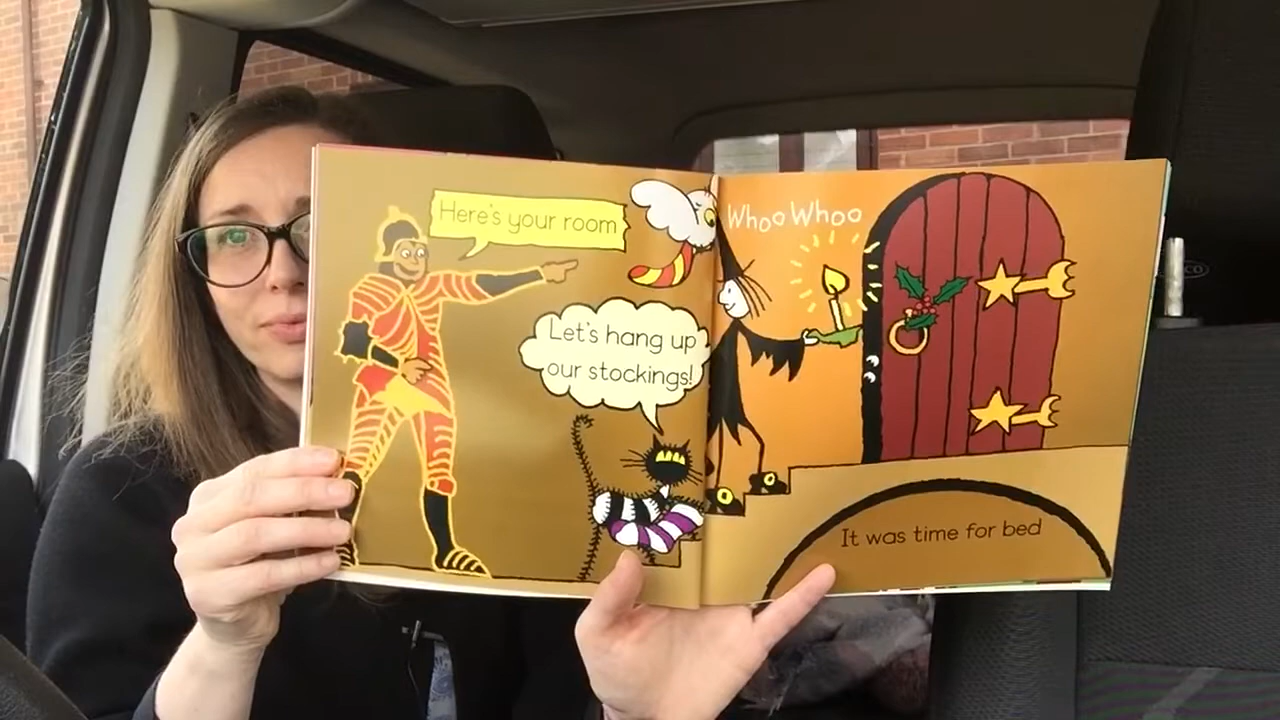 Here's your room
Whoo Whoo
Let's hang up
our stockings!
It was time for bed